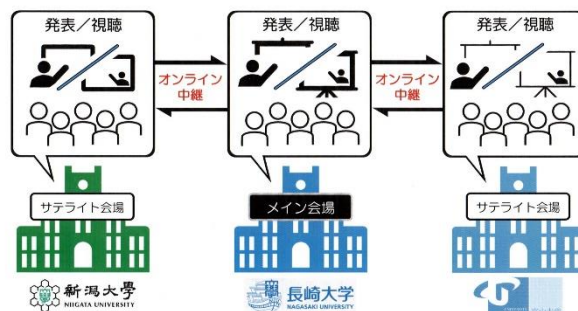 発表／視聴
発表／視聴
発表／視聴
オンライン
中継
オンライン
中継
サテライト会場
メイン会場
サテライト会場
新潟大學
NIIGATA UNIVERSITY
長崎大学
NAGASAKI UNIVERSITY